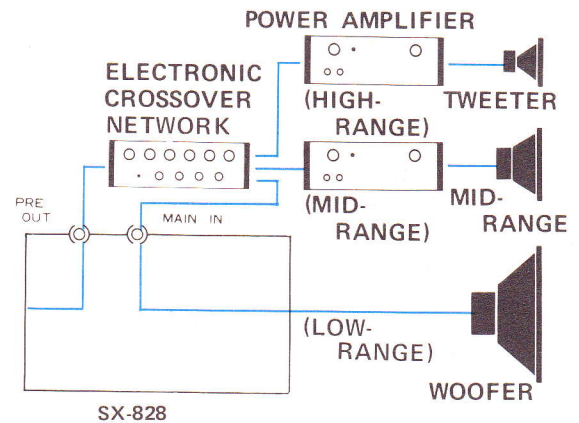 POWER AMPLIFIER
ELECTRONIC
CROSSOVER
NETWORK
(HIGH-
RANGE)
TWEETER
PRE
OUT
MAIN IN
(MID-
RANGE)
MID-
RANGE
(LOW-
RANGE)
WOOFER
SX-828